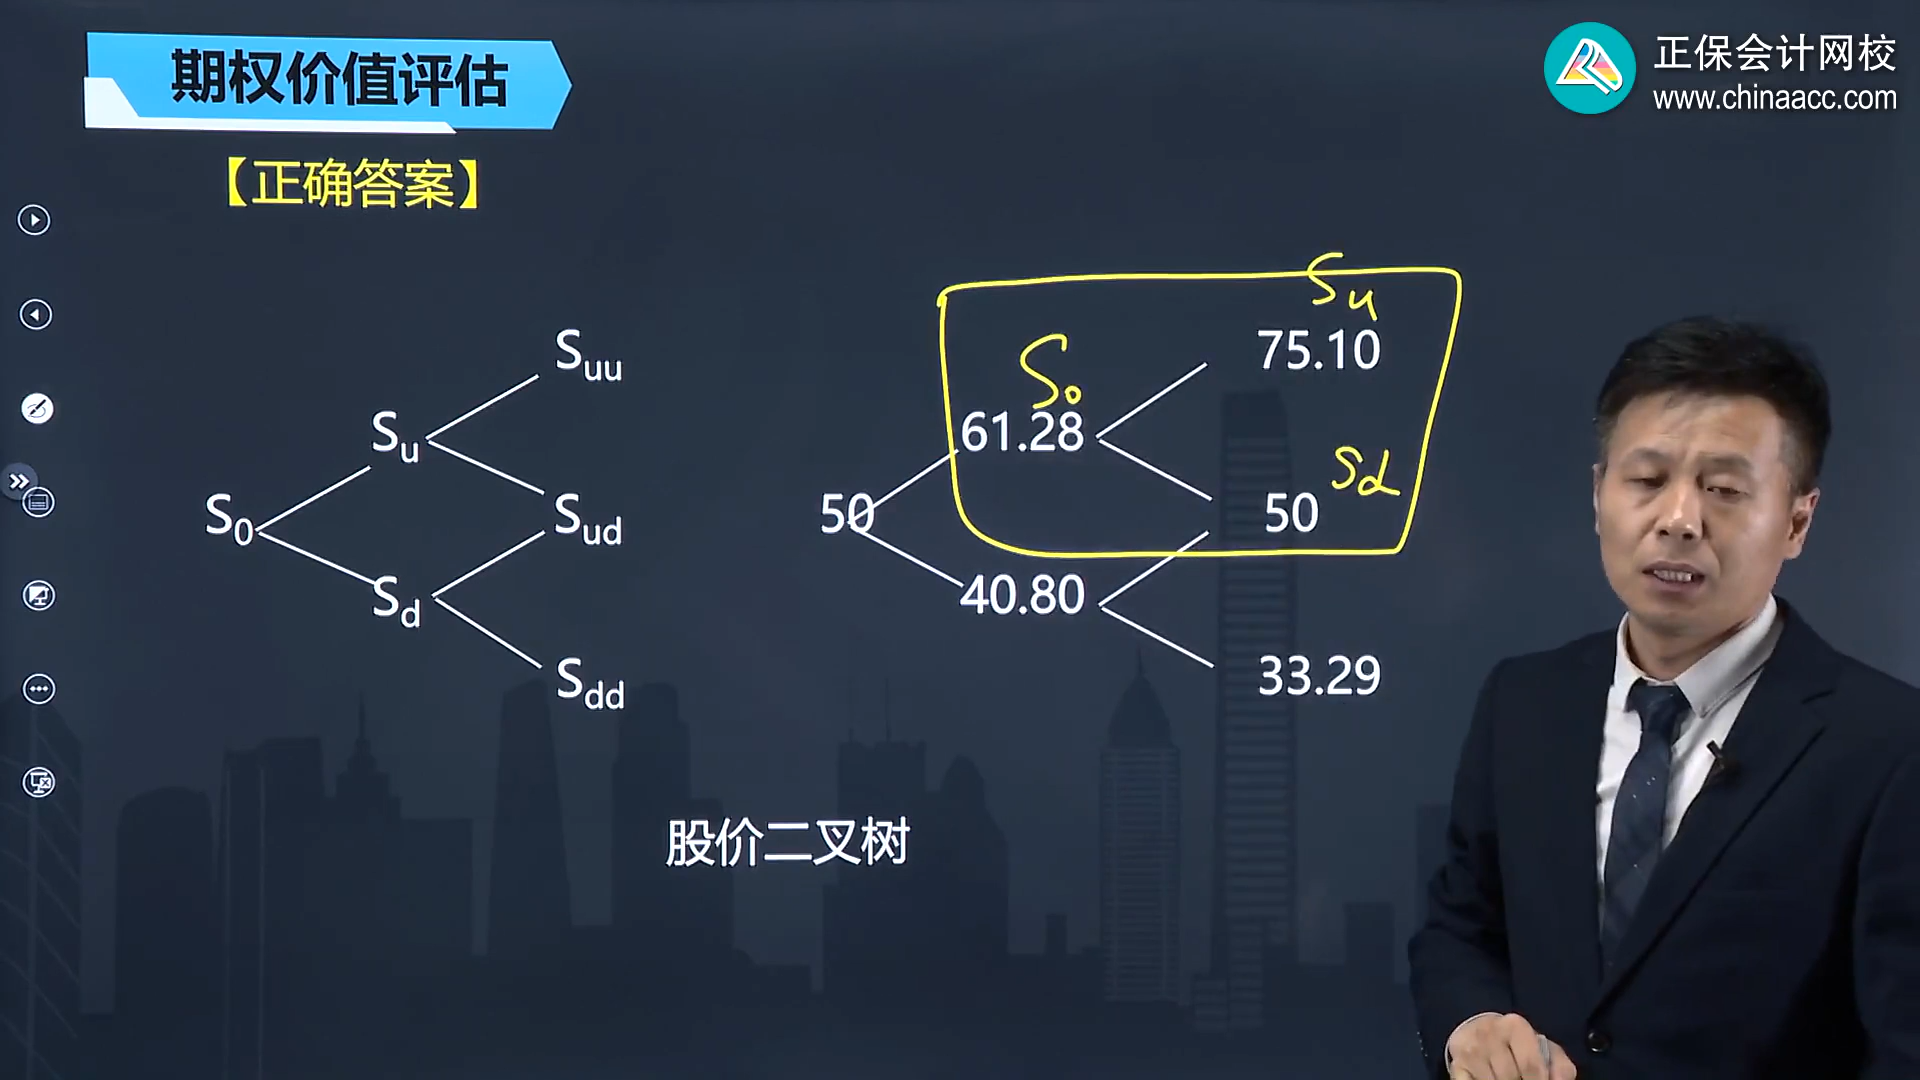 期权价值评估
正保会计网校
www.chinaacc.com
【正确答案】
S0
Su
Sd
Suu
Sud
Sdd
50
61.28
40.80
75.10
50
33.29
S0
Su
Sd
股价二叉树